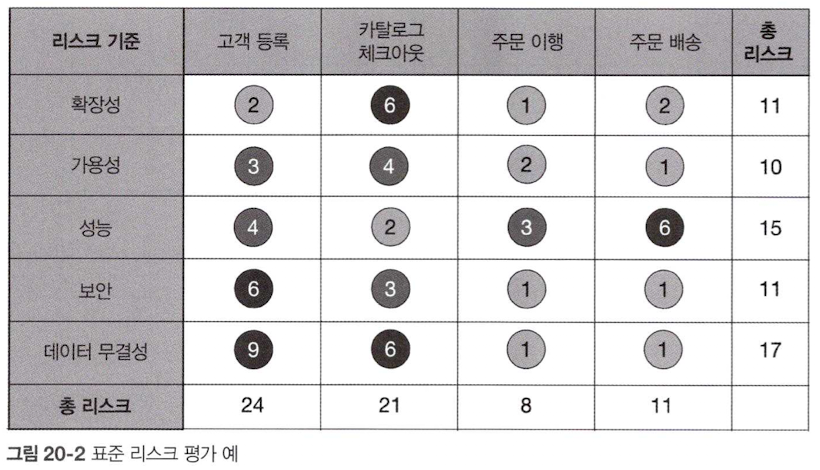 리스크 기준 고객 등록 카탈로그 체크아웃 주문 이행 주문 배송 총 리스크
확장성 2 6 1 2 11
가용성 3 4 2 1 10
성능 4 2 3 6 15
보안 6 3 1 1 11
데이터 무결성 9 6 1 1 17
총 리스크 24 21 8 11
그림 20-2 표준 리스크 평가 예